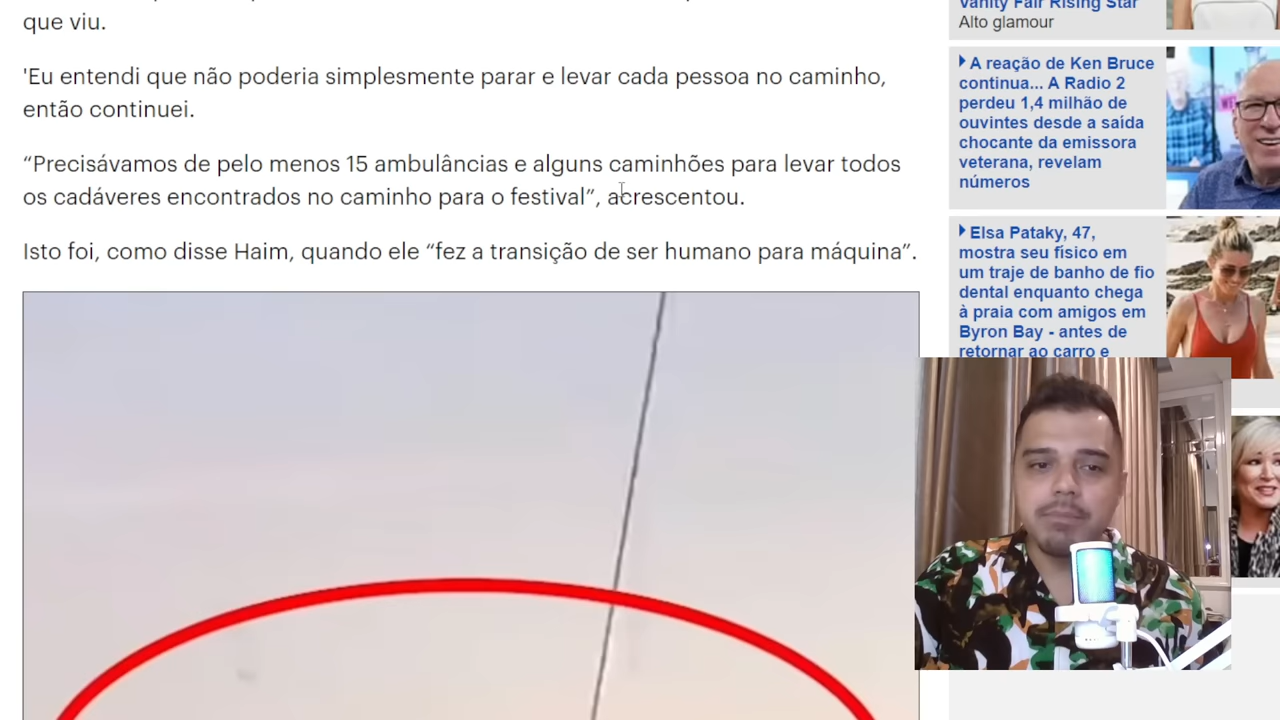 que viu.
'Eu entendi que não poderia simplesmente parar e levar cada pessoa no caminho,
então continuei.
“Precisávamos de pelo menos 15 ambulâncias e alguns caminhões para levar todos
os cadáveres encontrados no caminho para o festival”, acrescentou.
Isto foi, como disse Haim, quando ele “fez a transição de ser humano para máquina”.
Vanity Fair Rising Star
Alto glamour
A reação de Ken Bruce
continua... A Radio 2
perdeu 1,4 milhão de
ouvintes desde a saída
chocante da emissora
veterana, revelam
números
Elsa Pataky, 47,
mostra seu físico em
um traje de banho de fio
dental enquanto chega
à praia com amigos em
Byron Bay - antes de
retornar ao carro e